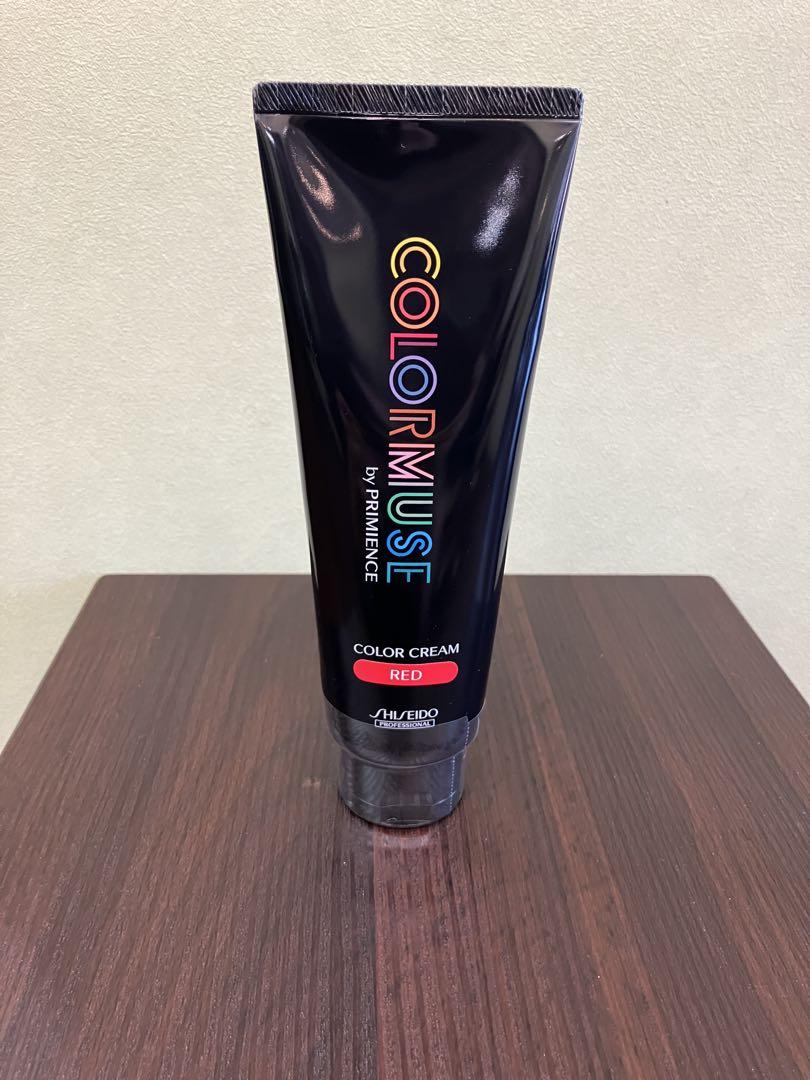 COLORMUSE
by PRIMIENCE
COLOR CREAM
RED
SHISEIDO
PROFESSIONAL